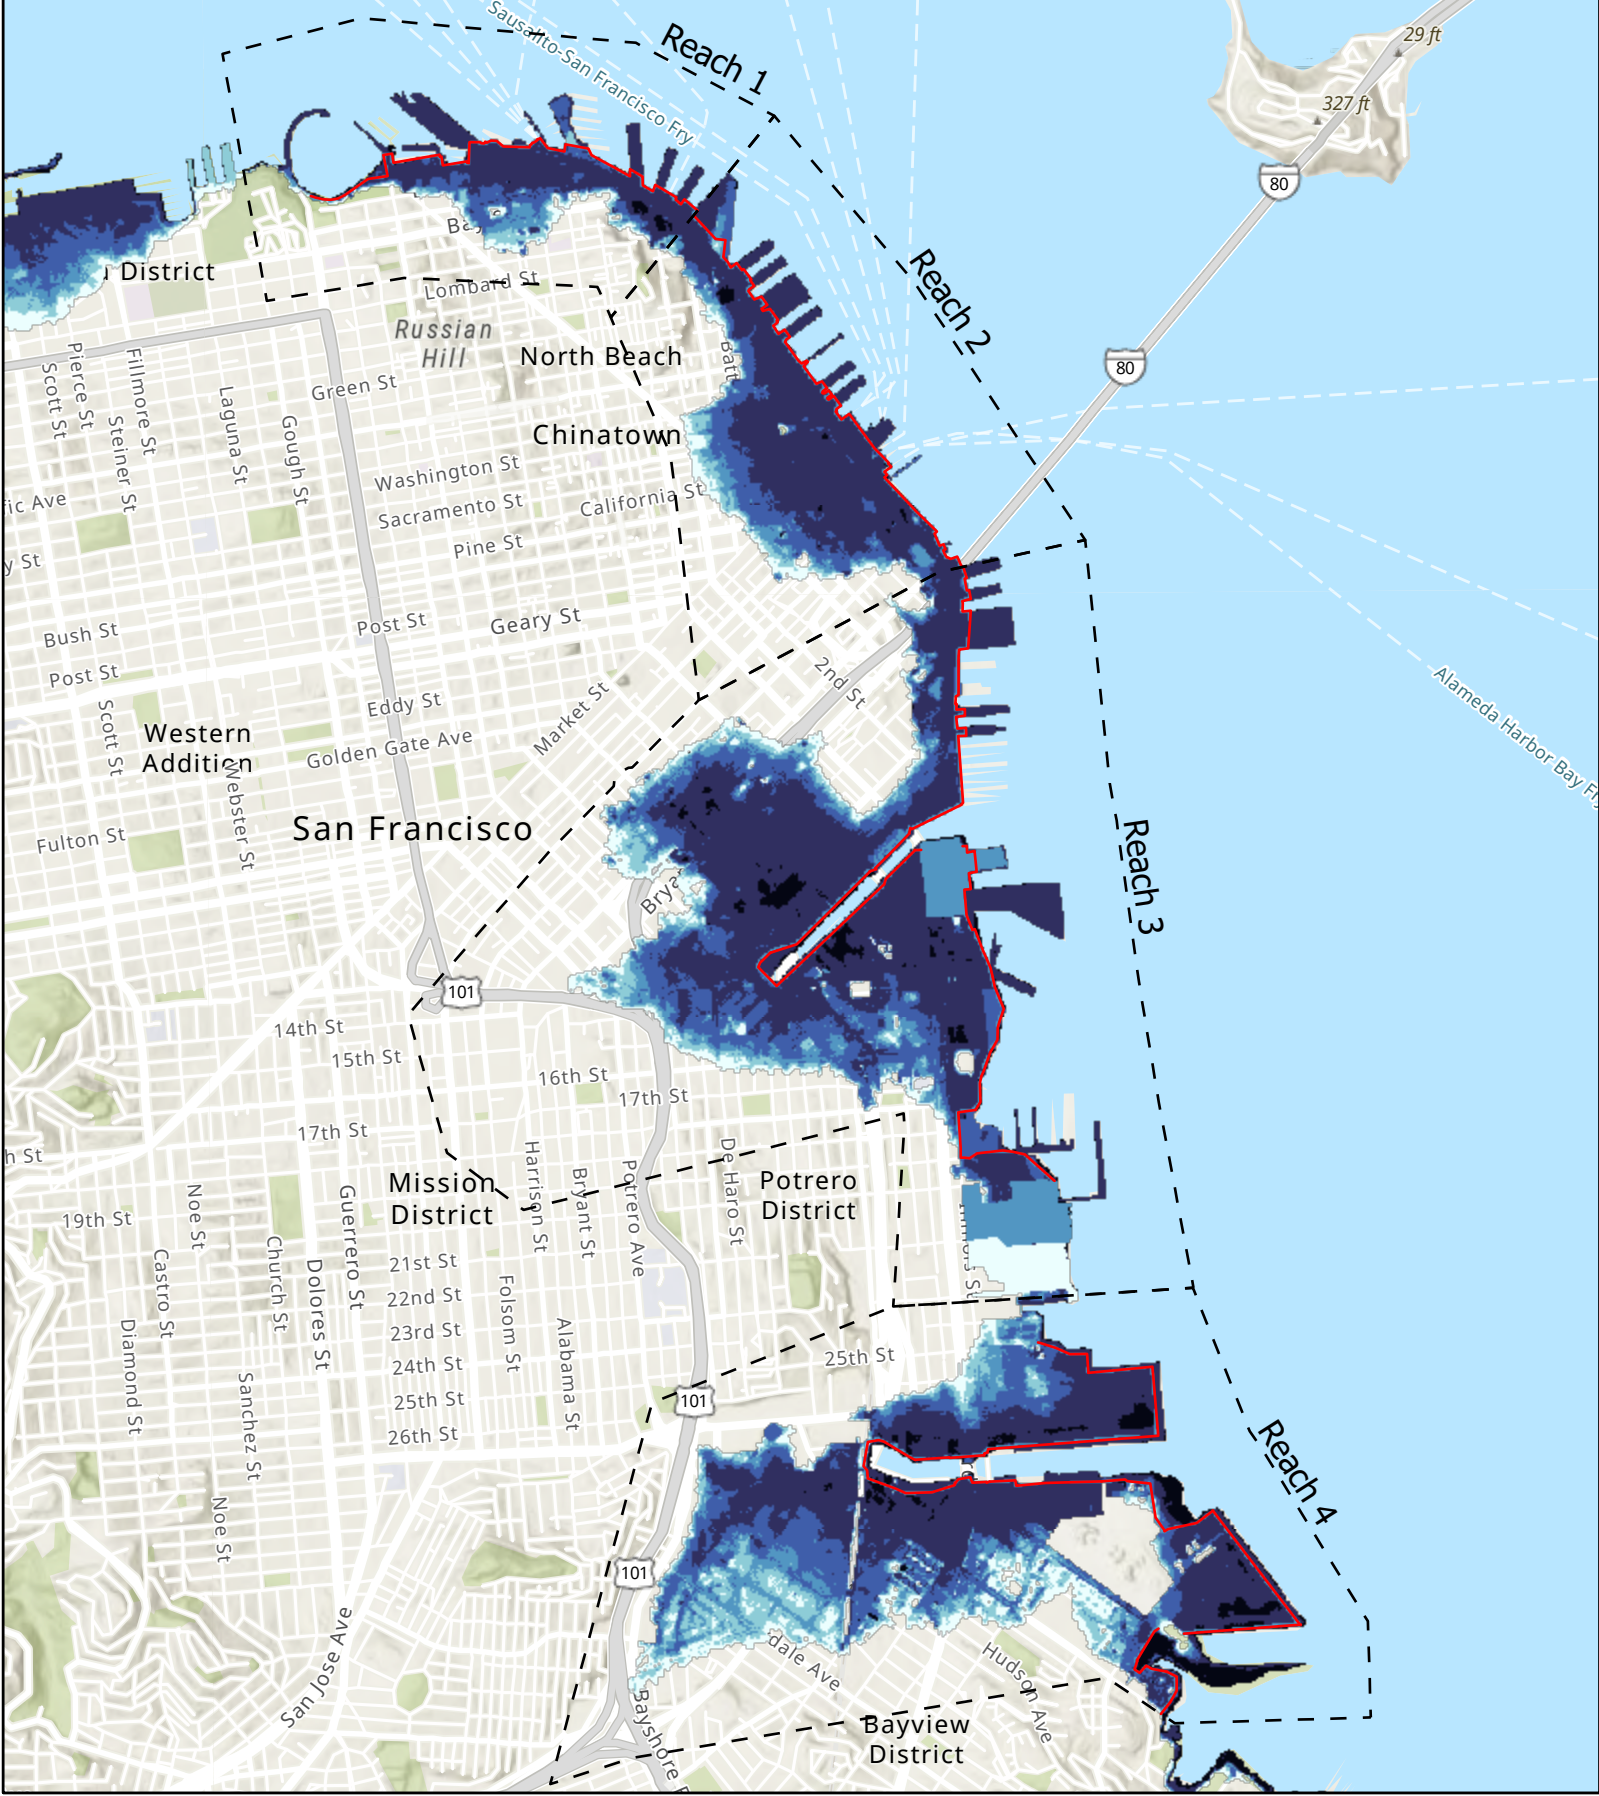 Sausalito-San Francisco Fry
Reach 1
29 ft
327 ft
80
Reach 2
District
Lombard St
Russian
Hill
North Beach
Chinatown
80
Pierce St
Scott St
Fillmore St
Steiner St
Laguna St
Gough St
Green St
Washington St
Sacramento St
California St
Pine St
Bush St
Post St
Post St
Geary St
Eddy St
Golden Gate Ave
Market St
2nd St
Scott St
Western
Addition
Webster St
Fulton St
San Francisco
Alameda Harbor Bay Fry
Reach 3
101
14th St
15th St
16th St
17th St
17th St
Mission
District
Potrero
District
Harrison St
Bryant St
Potrero Ave
De Haro St
19th St
Noe St
Castro St
Church St
Guerrero St
Dolores St
21st St
22nd St
23rd St
24th St
25th St
26th St
Folsom St
Alabama St
Diamond St
Sanchez St
Noe St
25th St
101
Reach 4
101
San Jose Ave
dale Ave
Hudson Ave
Bayview
District
Bayshore